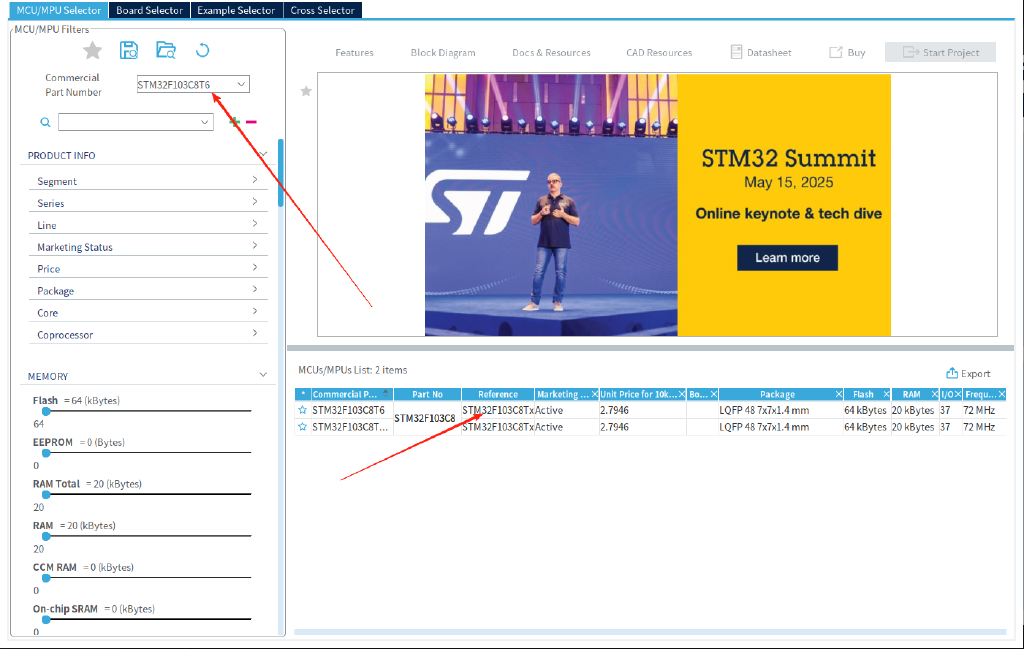 MCU/MPU Selector Board Selector Example Selector Cross Selector
MCU/MPU Filters
Commercial
Part Number
STM32F103C8T6
PRODUCT INFO
Segment
Series
Line
Marketing Status
Price
Package
Core
Coprocessor
MEMORY
Flash = 64 (kBytes)
64
EEPROM = 0 (Bytes)
0
RAM Total = 20 (kBytes)
20
RAM = 20 (kBytes)
20
CCM RAM = 0 (kBytes)
0
On-chip SRAM = 0 (kBytes)
0
Features Block Diagram Docs & Resources CAD Resources Datasheet Buy Start Project
ST
STM32 Summit
May 15, 2025
Online keynote & tech dive
Learn more
MCUs/MPUs List: 2 items
Export
* Commercial P... Part No Reference Marketing ... Unit Price for 10k... Bo... Package Flash RAM I/O Frequ...
STM32F103C8T6 STM32F103C8 STM32F103C8Tx Active 2.7946 LQFP 48 7x7x1.4 mm 64 kBytes 20 kBytes 37 72 MHz
STM32F103C8T... STM32F103C8Tx Active 2.7946 LQFP 48 7x7x1.4 mm 64 kBytes 20 kBytes 37 72 MHz